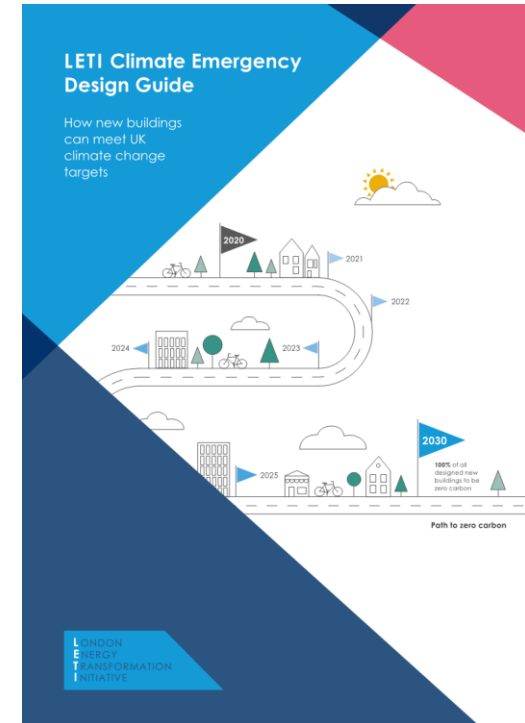 LETI Climate Emergency
Design Guide
How new buildings
can meet UK
climate change
targets
2020
2021
2022
2024
2023
2030
100% of all
designed new
buildings to be
zero carbon
2025
Path to zero carbon
LONDON
ENERGY
TRANSFORMATION
INITIATIVE